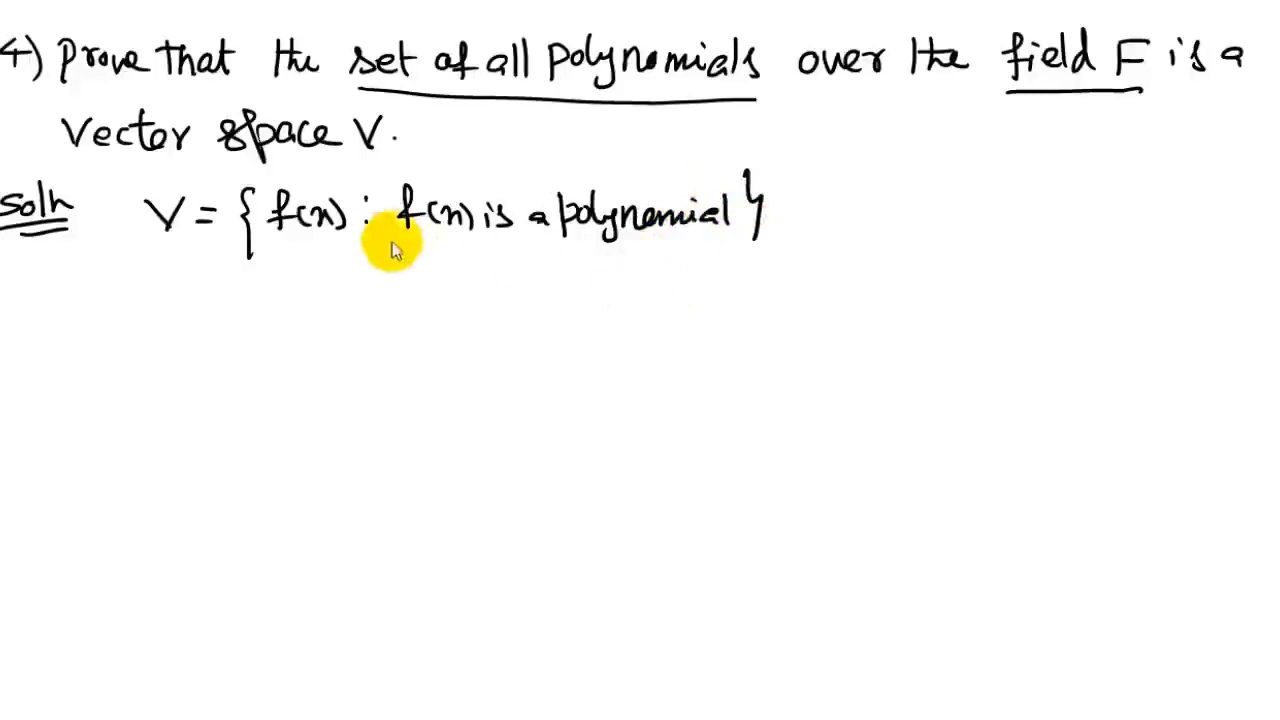 4) Prove that the set of all polynomials over the field F is a
Vector space V.
Soln V = { f(x) : f(x) is a polynomial }